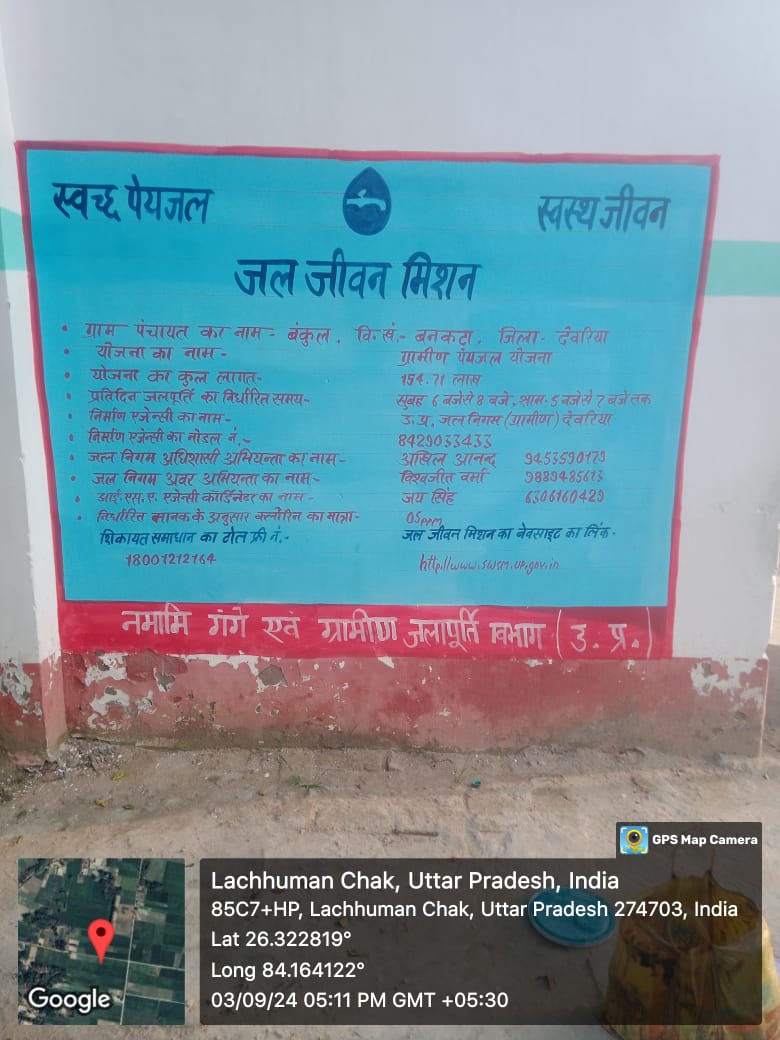 स्वच्छ पेयजल
स्वस्थ जीवन
जल जीवन मिशन
• ग्राम पंचायत का नाम - बंकुल, वि.खं.- बनकटा, जिला- देवरिया
• योजना का नाम - ग्रामीण पेयजल योजना
• योजना का कुल लागत- 154.71 लाख
• प्रतिदिन जलपूर्ति का निर्धारित समय- सुबह 6 बजे से 8 बजे, शाम- 5 बजे से 7 बजे तक
• निर्माण एजेन्सी का नाम - उ.प्र. जल निगम (ग्रामीण) देवरिया
• निर्माण एजेन्सी का नोडल नं.- 8429033433
• जल निगम अधिशासी अभियन्ता का नाम- अखिल आनन्द 9453590179
• जल निगम अवर अभियन्ता का नाम- विश्वजीत वर्मा 9889485613
• आई.एस.ए. एजेन्सी कॉर्डिनेटर का नाम- जय सिंह 6306160429
• निर्धारित मानक के अनुसार क्लोरिन का मात्रा- 05ppm
शिकायत समाधान का टोल फ्री नं.- जल जीवन मिशन का बेवसाइट का लिंक-
18001212164 http//www.swsm.up.gov.in
नमामि गंगे एवं ग्रामीण जलापूर्ति विभाग (उ.प्र.)
GPS Map Camera
Lachhuman Chak, Uttar Pradesh, India
85C7+HP, Lachhuman Chak, Uttar Pradesh 274703, India
Lat 26.322819°
Long 84.164122°
03/09/24 05:11 PM GMT +05:30
Google